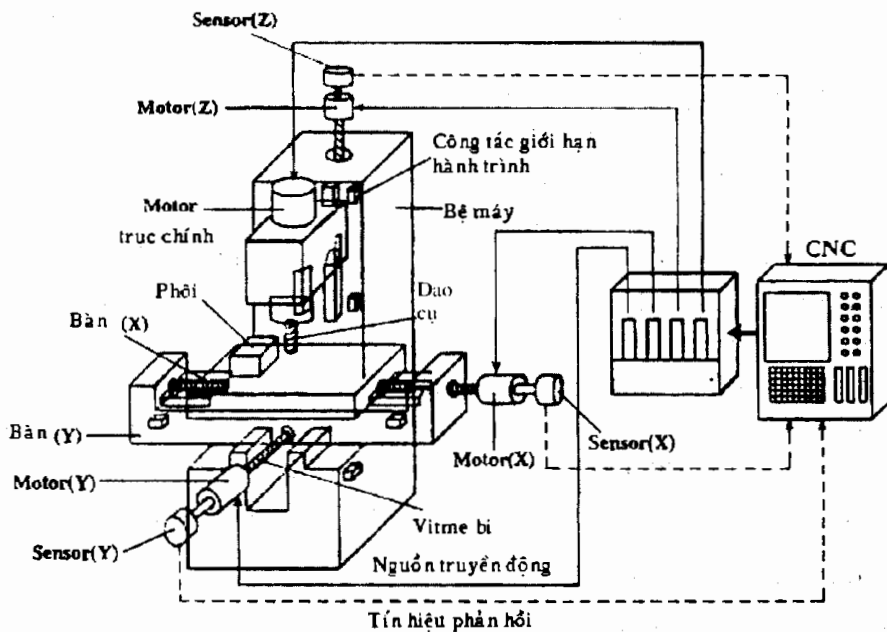 Sensor(Z)
Motor(Z)
Công tác giới hạn
hành trình
Motor
trục chính
Bệ máy
CNC
Phôi
Dao
cụ
Bàn (X)
Bàn (Y)
Motor(X)
Sensor(X)
Motor(Y)
Vitme bi
Sensor(Y)
Nguồn truyền động
Tín hiệu phản hồi